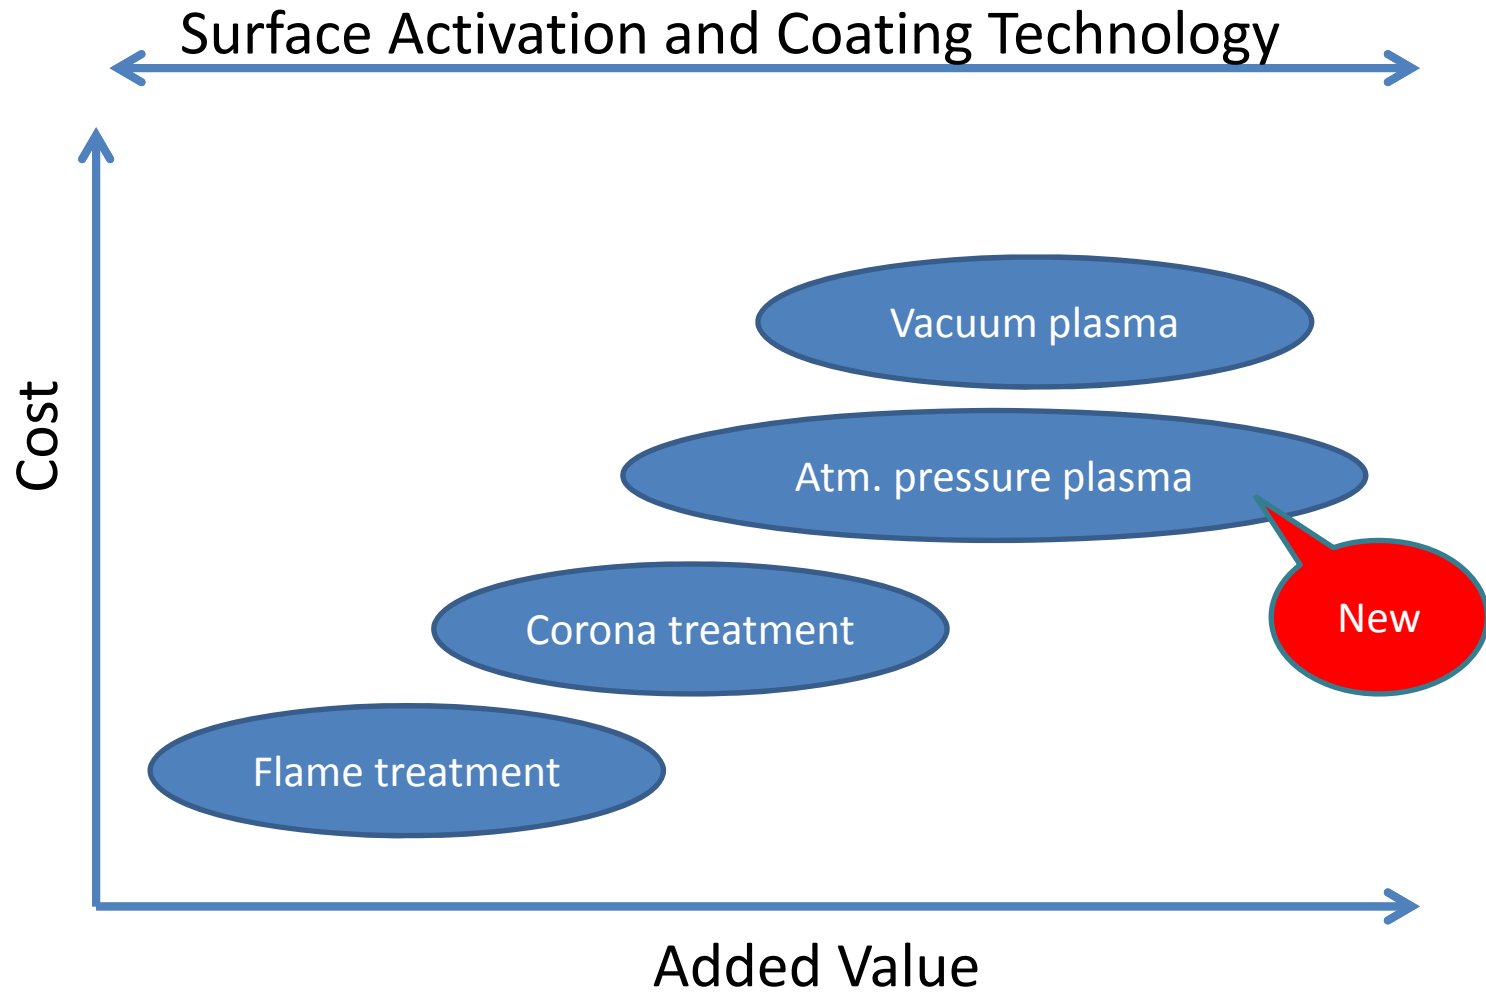 Surface Activation and Coating Technology
Vacuum plasma
Cost
Atm. pressure plasma
New
Corona treatment
Flame treatment
Added Value